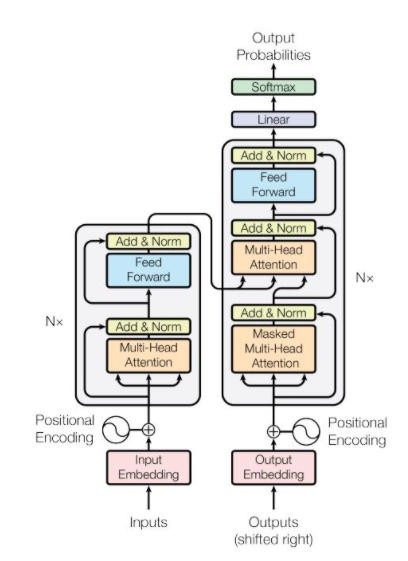 Output
Probabilities
Softmax
Linear
Add & Norm
Feed
Forward
Add & Norm
Multi-Head
Attention
Nx
Add & Norm
Masked
Multi-Head
Attention
Add & Norm
Feed
Forward
Nx
Add & Norm
Multi-Head
Attention
Positional
Encoding
Positional
Encoding
Input
Embedding
Output
Embedding
Inputs
Outputs
(shifted right)